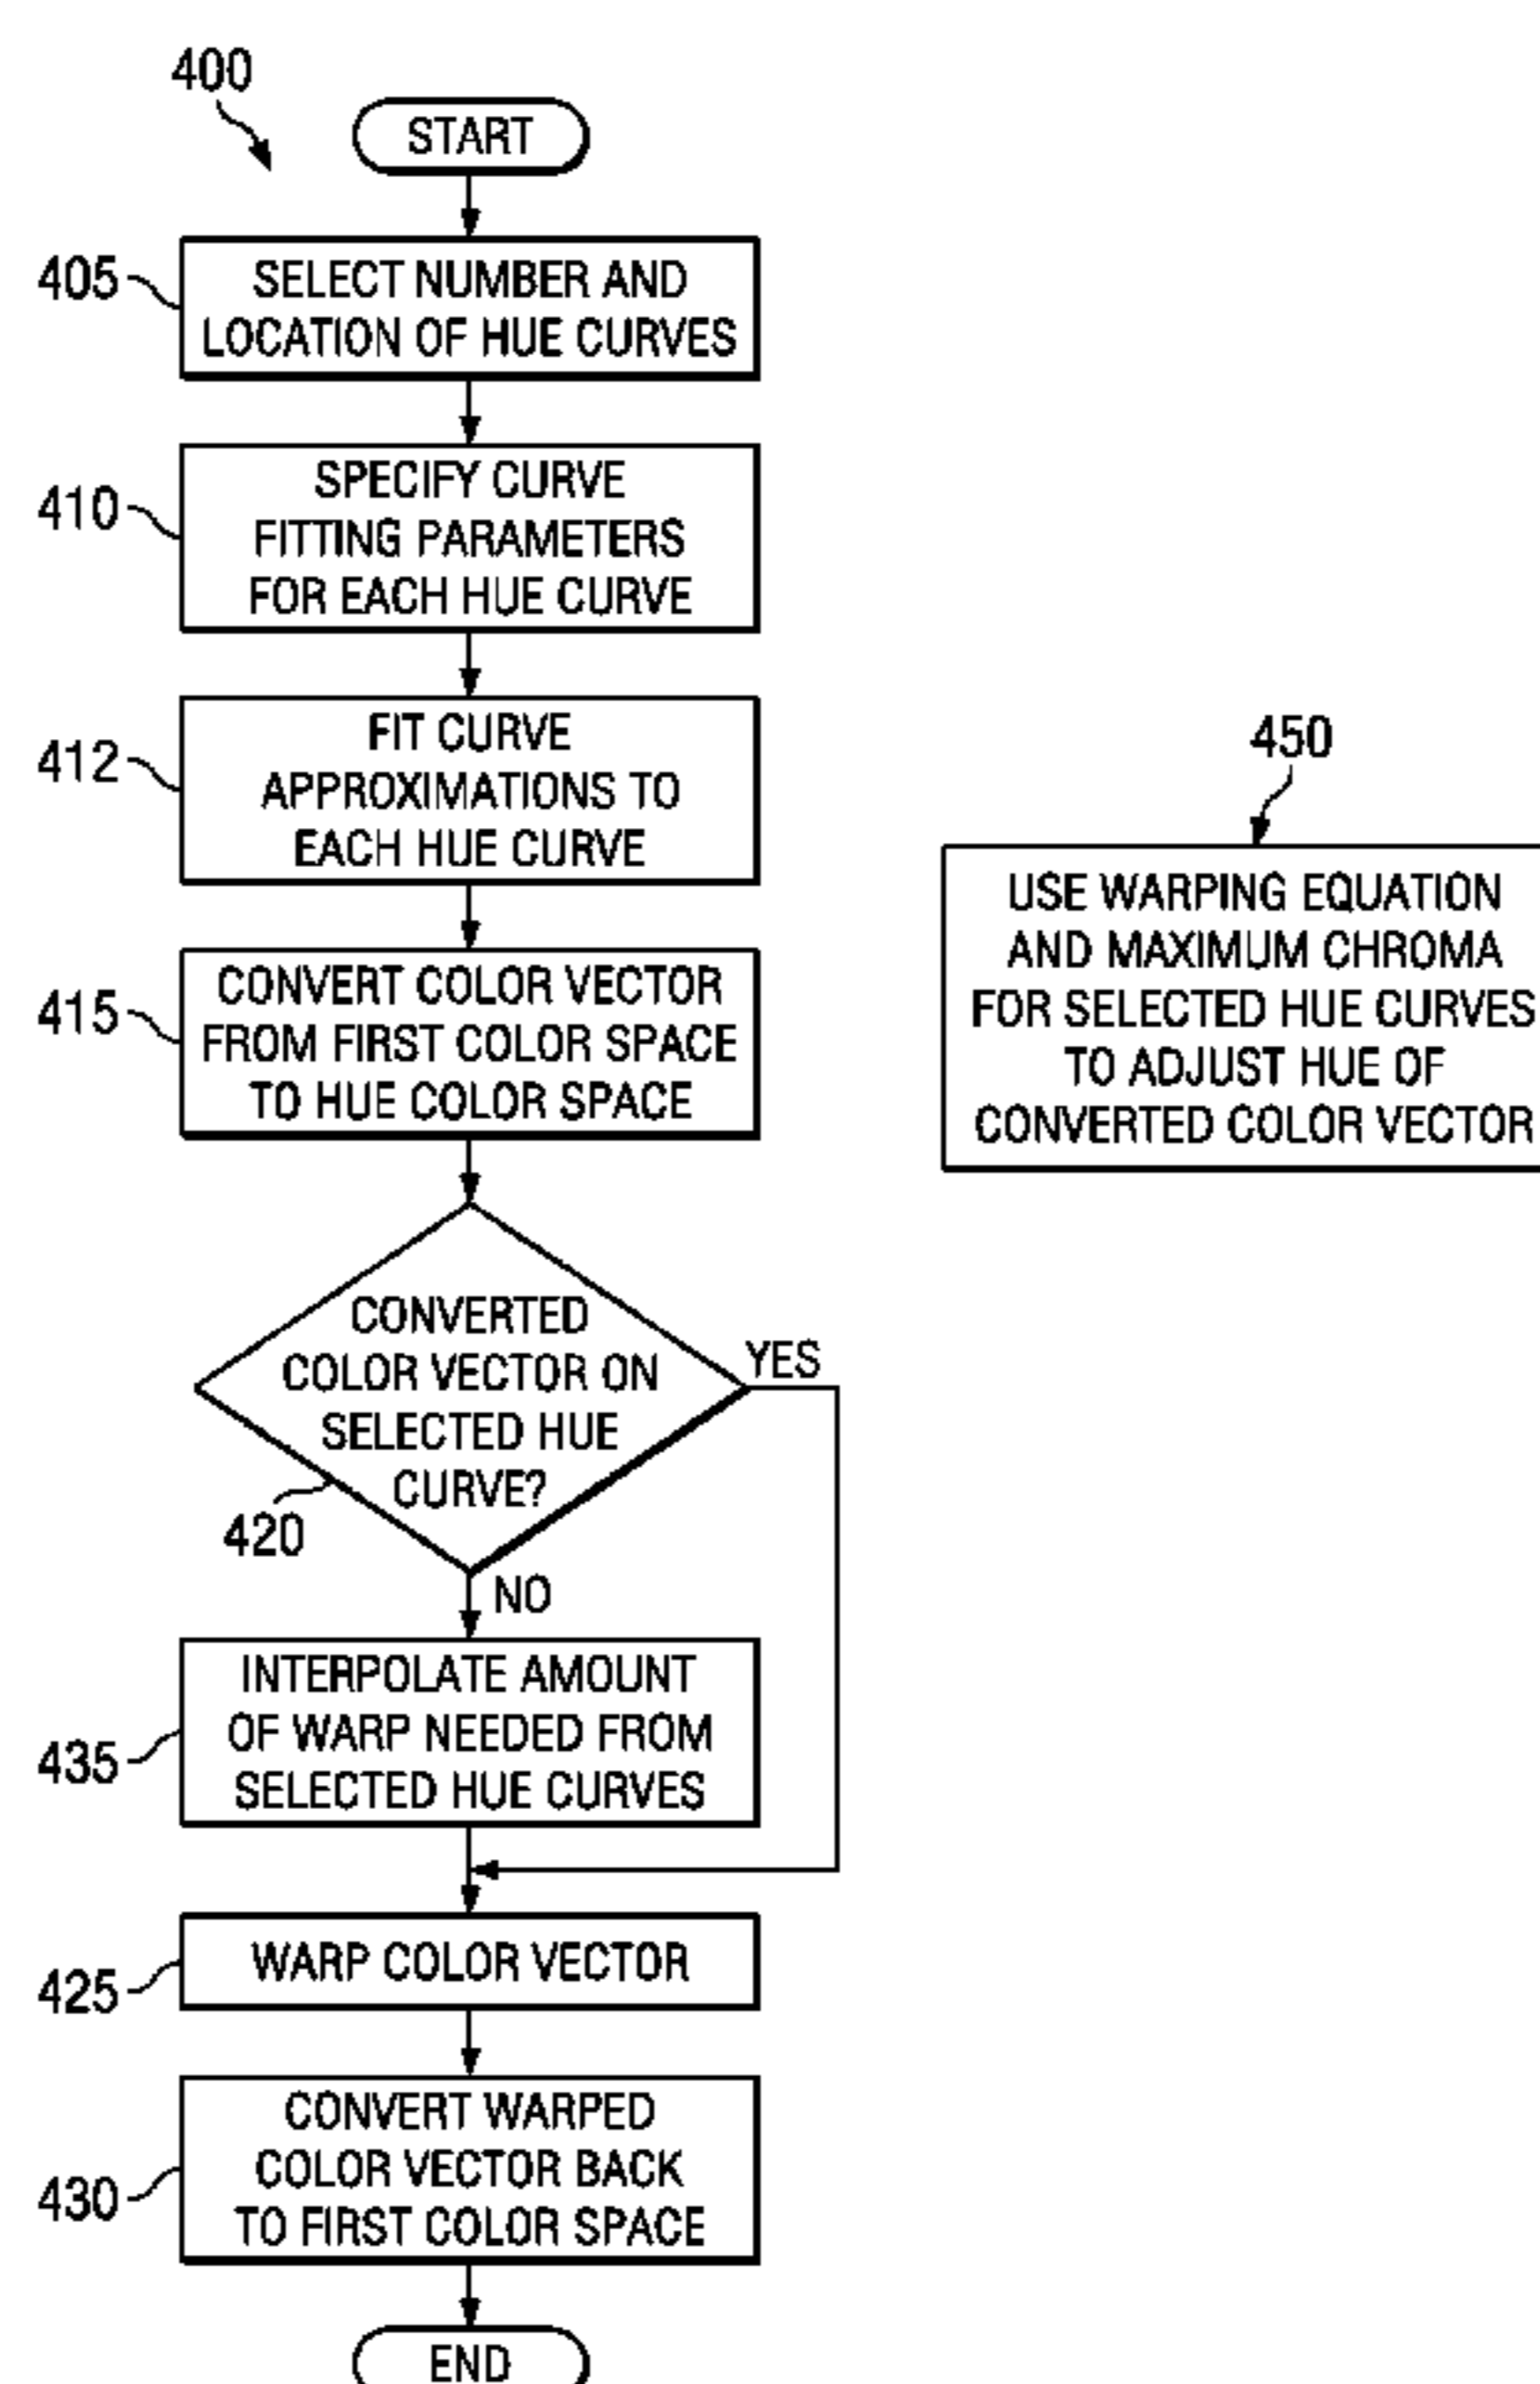 400
START
405
SELECT NUMBER AND
LOCATION OF HUE CURVES
410
SPECIFY CURVE
FITTING PARAMETERS
FOR EACH HUE CURVE
412
FIT CURVE
APPROXIMATIONS TO
EACH HUE CURVE
415
CONVERT COLOR VECTOR
FROM FIRST COLOR SPACE
TO HUE COLOR SPACE
CONVERTED
COLOR VECTOR ON
SELECTED HUE
CURVE?
YES
420
NO
435
INTERPOLATE AMOUNT
OF WARP NEEDED FROM
SELECTED HUE CURVES
425
WARP COLOR VECTOR
430
CONVERT WARPED
COLOR VECTOR BACK
TO FIRST COLOR SPACE
END
450
USE WARPING EQUATION
AND MAXIMUM CHROMA
FOR SELECTED HUE CURVES
TO ADJUST HUE OF
CONVERTED COLOR VECTOR